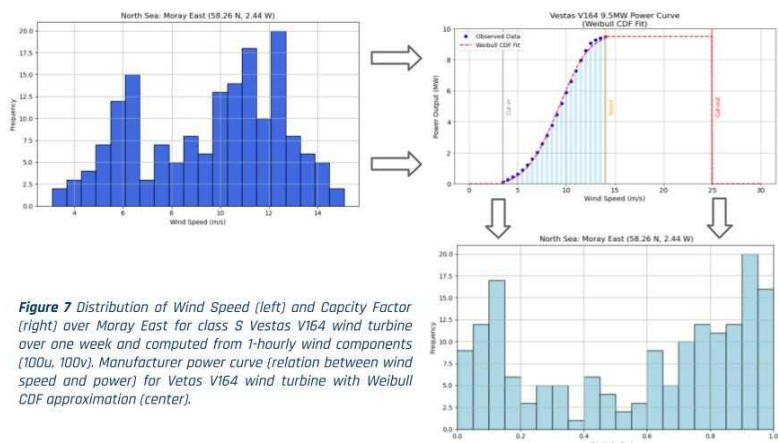 North Sea: Moray East (58.26 N, 2.44 W)
20.0
17.5
15.0
12.5
10.0
7.5
5.0
2.5
0.0
Frequency
4 6 8 10 12 14
Wind Speed (m/s)
Vestas V164 9.5MW Power Curve
(Weibull CDF Fit)
Observed Data
Weibull CDF Fit
10
8
6
4
2
0
Power Output (MW)
Cut-in
Rated
Cut-out
0 5 10 15 20 25 30
Wind Speed (m/s)
North Sea: Moray East (58.26 N, 2.44 W)
20.0
17.5
15.0
12.5
10.0
7.5
5.0
2.5
0.0
Frequency
0.0 0.2 0.4 0.6 0.8 1.0
Figure 7 Distribution of Wind Speed (left) and Capcity Factor
(right) over Moray East for class S Vestas V164 wind turbine
over one week and computed from 1-hourly wind components
(100u, 100v). Manufacturer power curve (relation between wind
speed and power) for Vetas V164 wind turbine with Weibull
CDF approximation (center).